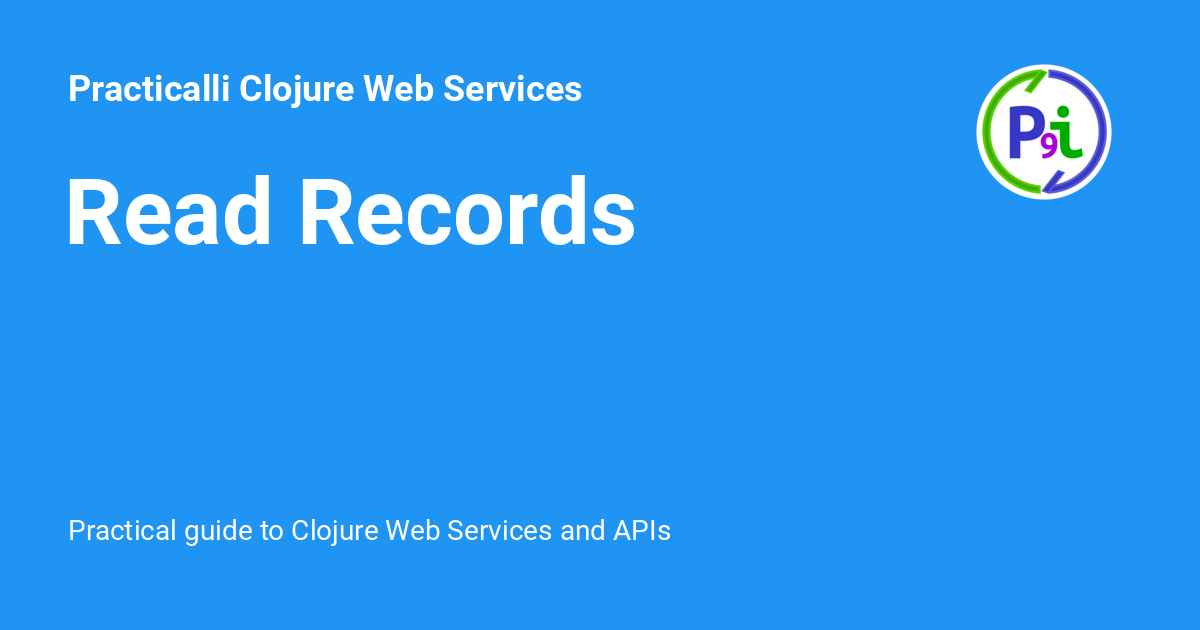 Practicalli Clojure Web Services
P9i
Read Records
Practical guide to Clojure Web Services and APIs